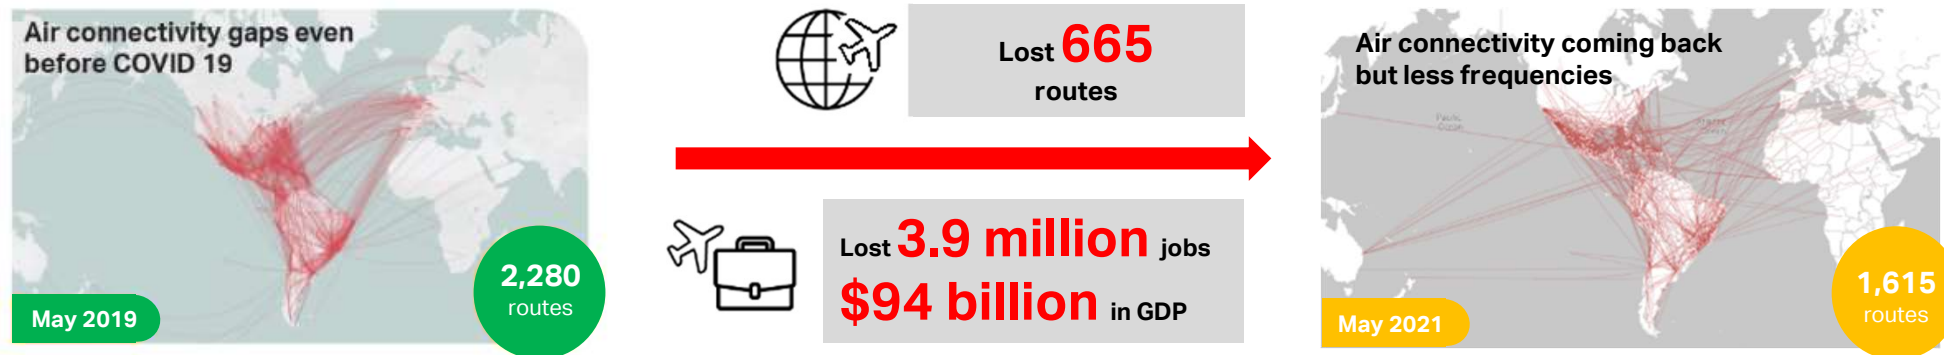 Air connectivity gaps even
before COVID 19
2,280
routes
May 2019
Lost 665
routes
Lost 3.9 million jobs
$94 billion in GDP
Air connectivity coming back
but less frequencies
1,615
routes
May 2021